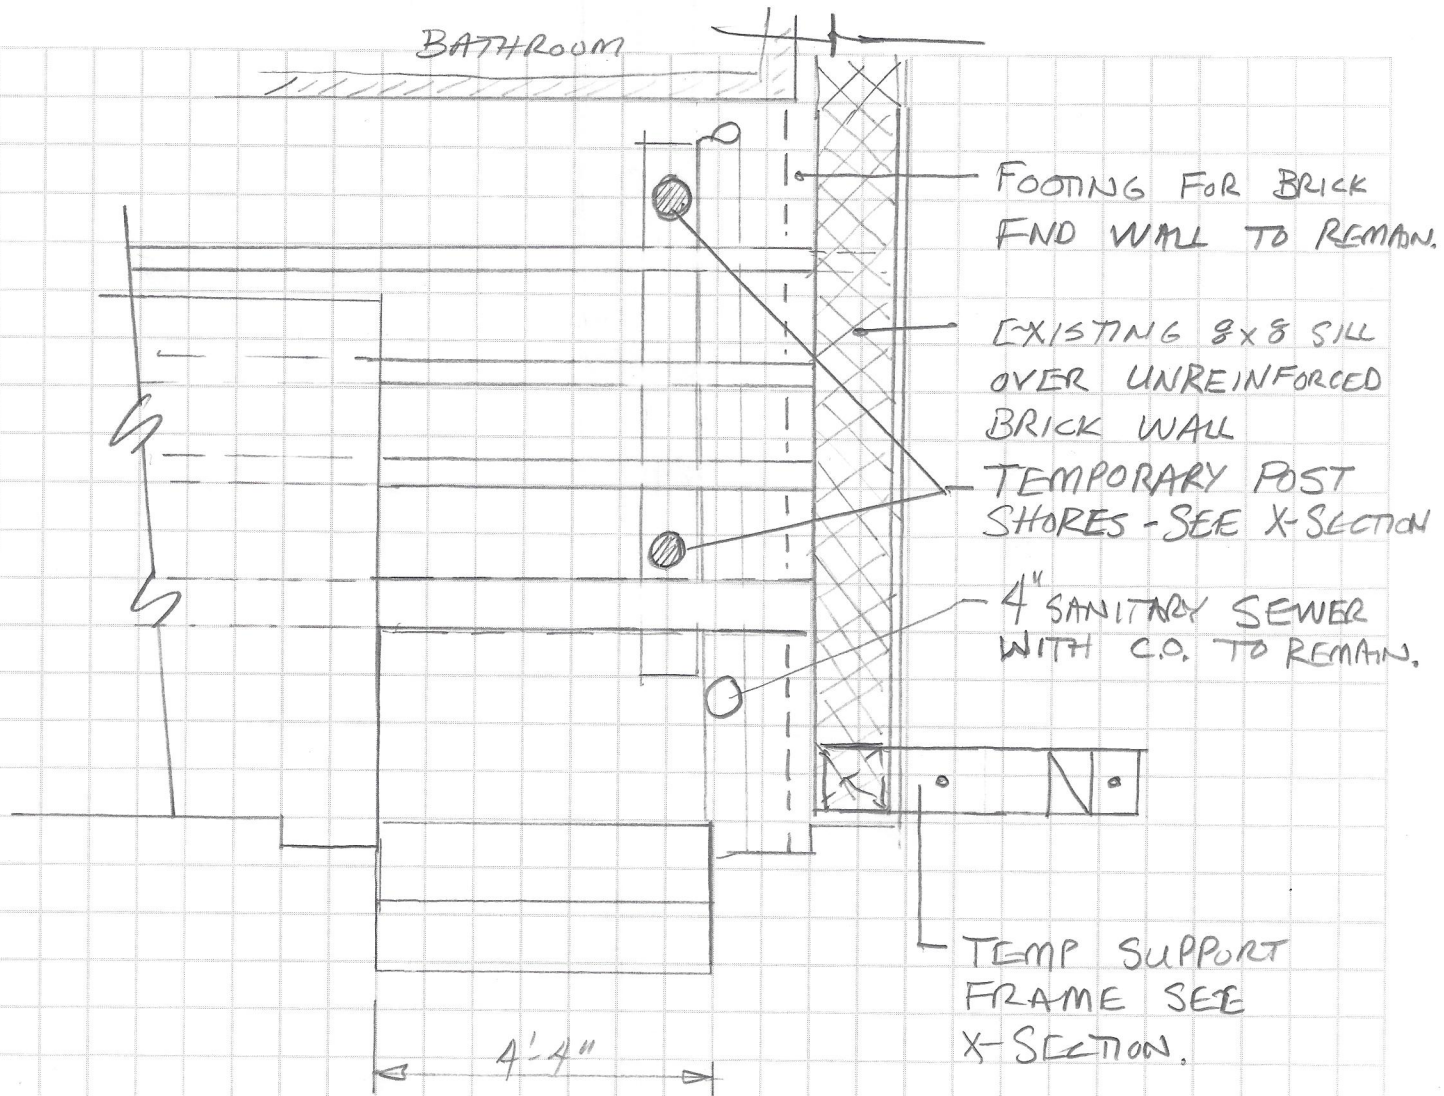 BATHROOM
FOOTING FOR BRICK
END WALL TO REMAIN.
EXISTING 8x8 SILL
OVER UNREINFORCED
BRICK WALL
TEMPORARY POST
SHORES - SEE X-SECTION
4" SANITARY SEWER
WITH C.O. TO REMAIN.
TEMP SUPPORT
FRAME SEE
X-SECTION.
4'-4"